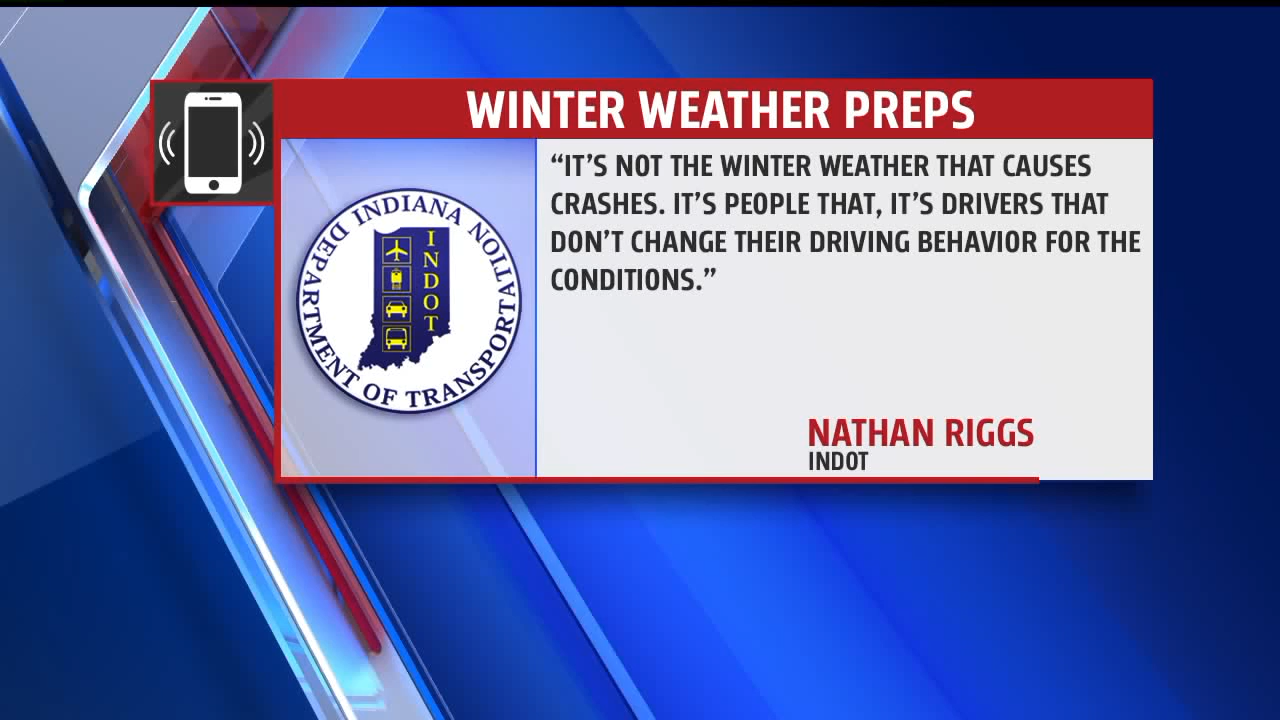 WINTER WEATHER PREPS
“IT’S NOT THE WINTER WEATHER THAT CAUSES
CRASHES. IT’S PEOPLE THAT, IT’S DRIVERS THAT
DON’T CHANGE THEIR DRIVING BEHAVIOR FOR THE
CONDITIONS.”
INDIANA
DEPARTMENT OF TRANSPORTATION
INDOT
NATHAN RIGGS
INDOT